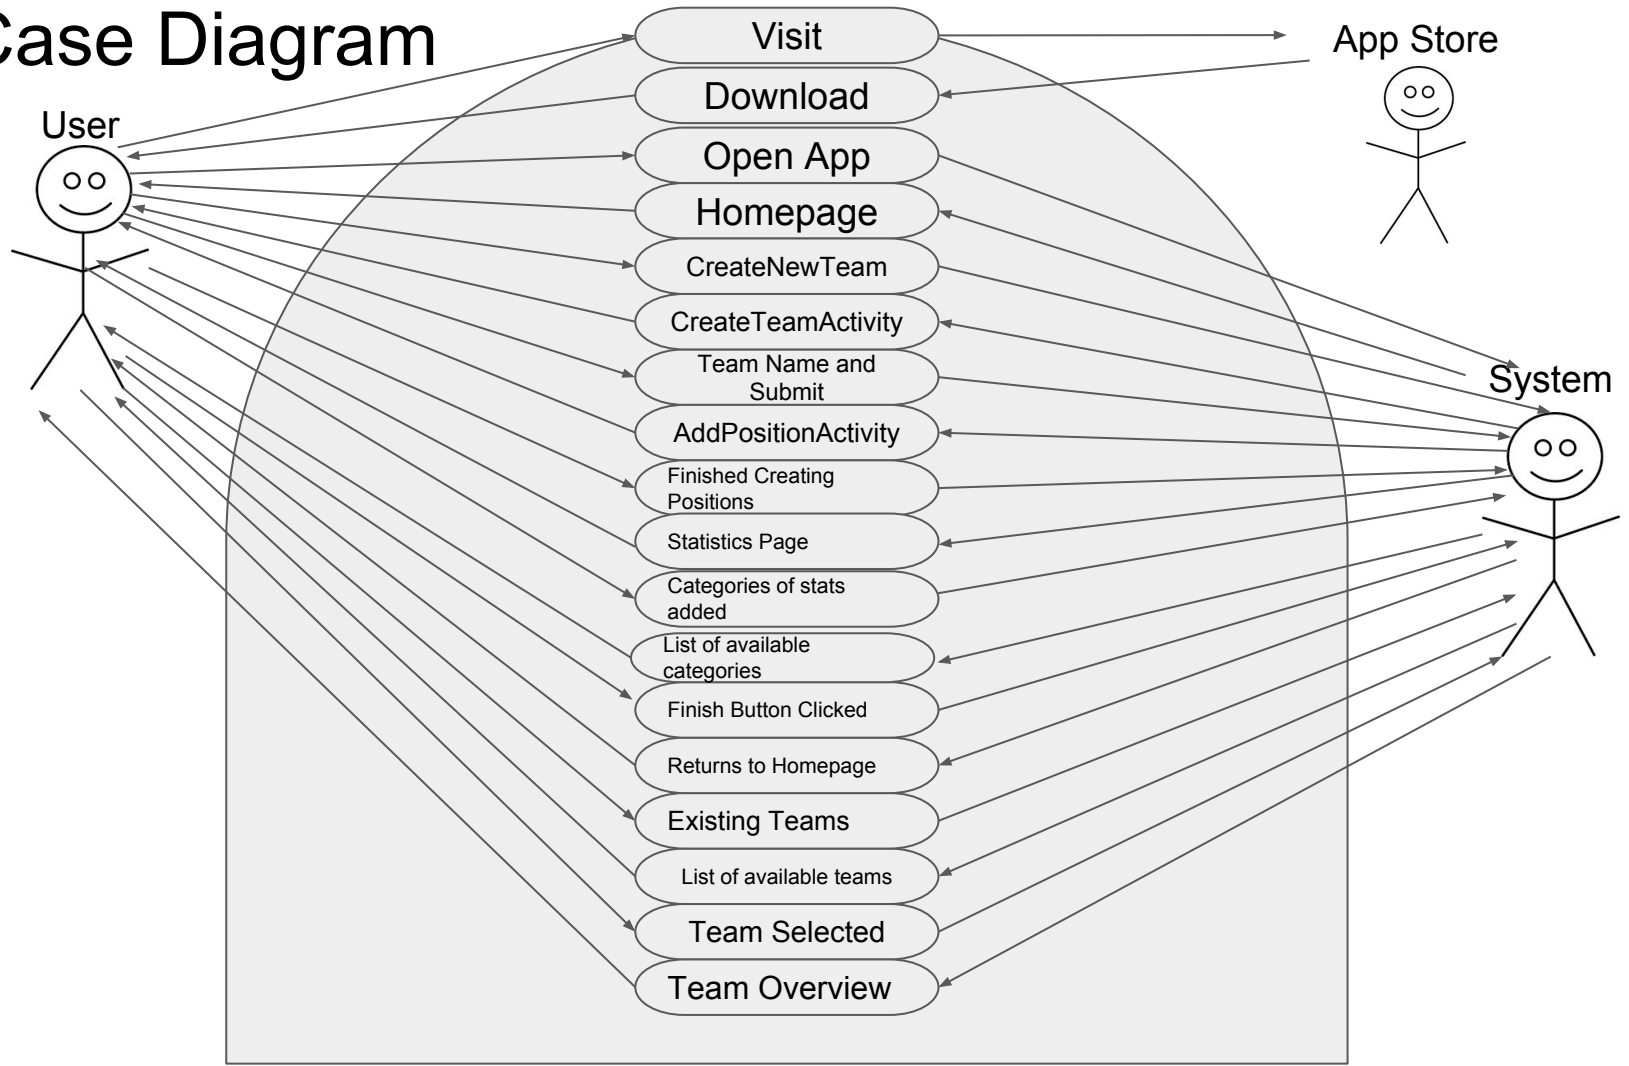 Case Diagram
User
App Store
System
Visit
Download
Open App
Homepage
CreateNewTeam
CreateTeamActivity
Team Name and
Submit
AddPositionActivity
Finished Creating
Positions
Statistics Page
Categories of stats
added
List of available
categories
Finish Button Clicked
Returns to Homepage
Existing Teams
List of available teams
Team Selected
Team Overview